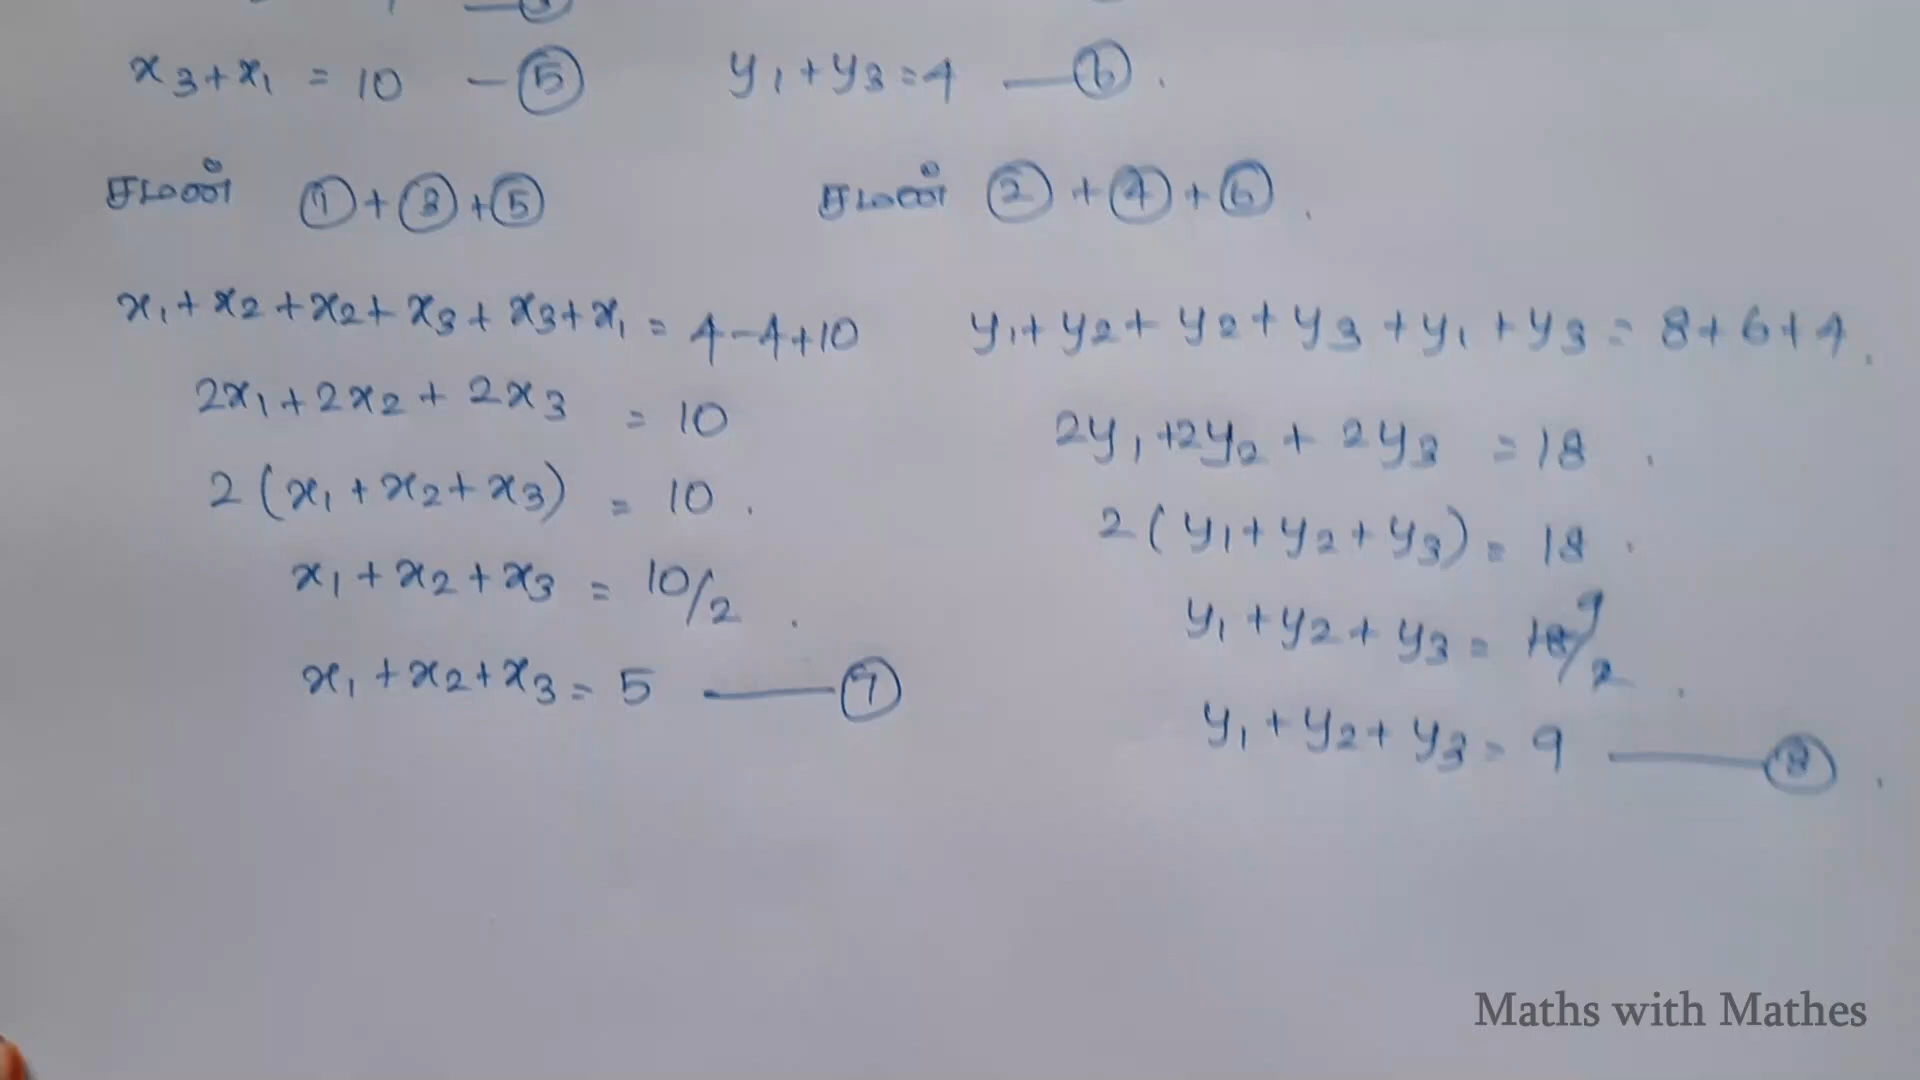 x₃+x₁ = 10 — ⑤
y₁+y₃=4 — ⑥.
சமன் ①+③+⑤
சமன் ②+④+⑥.
x₁+x₂+x₂+x₃+x₃+x₁ = 4-4+10
2x₁+2x₂+2x₃ = 10
2(x₁+x₂+x₃) = 10.
x₁+x₂+x₃ = 10/2.
x₁+x₂+x₃ = 5 — ⑦
y₁+y₂+y₂+y₃+y₁+y₃ = 8+6+4.
2y₁+2y₂+2y₃ = 18.
2(y₁+y₂+y₃) = 18.
y₁+y₂+y₃ = 18/2 9.
y₁+y₂+y₃ = 9 — ⑧.
Maths with Mathes